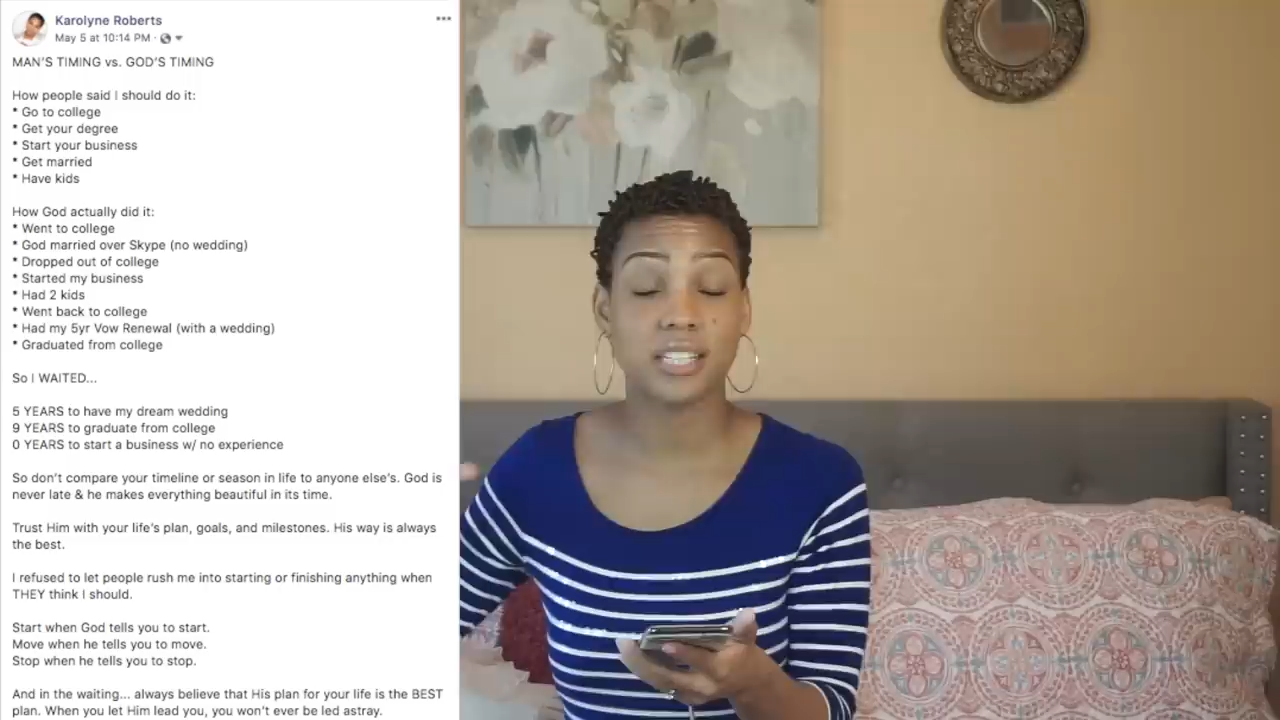 Karolyne Roberts
May 5 at 10:14 PM ·
MAN'S TIMING vs. GOD'S TIMING
How people said I should do it:
* Go to college
* Get your degree
* Start your business
* Get married
* Have kids
How God actually did it:
* Went to college
* God married over Skype (no wedding)
* Dropped out of college
* Started my business
* Had 2 kids
* Went back to college
* Had my 5yr Vow Renewal (with a wedding)
* Graduated from college
So I WAITED...
5 YEARS to have my dream wedding
9 YEARS to graduate from college
0 YEARS to start a business w/ no experience
So don't compare your timeline or season in life to anyone else's. God is
never late & he makes everything beautiful in its time.
Trust Him with your life's plan, goals, and milestones. His way is always
the best.
I refused to let people rush me into starting or finishing anything when
THEY think I should.
Start when God tells you to start.
Move when he tells you to move.
Stop when he tells you to stop.
And in the waiting... always believe that His plan for your life is the BEST
plan. When you let Him lead you, you won't ever be led astray.